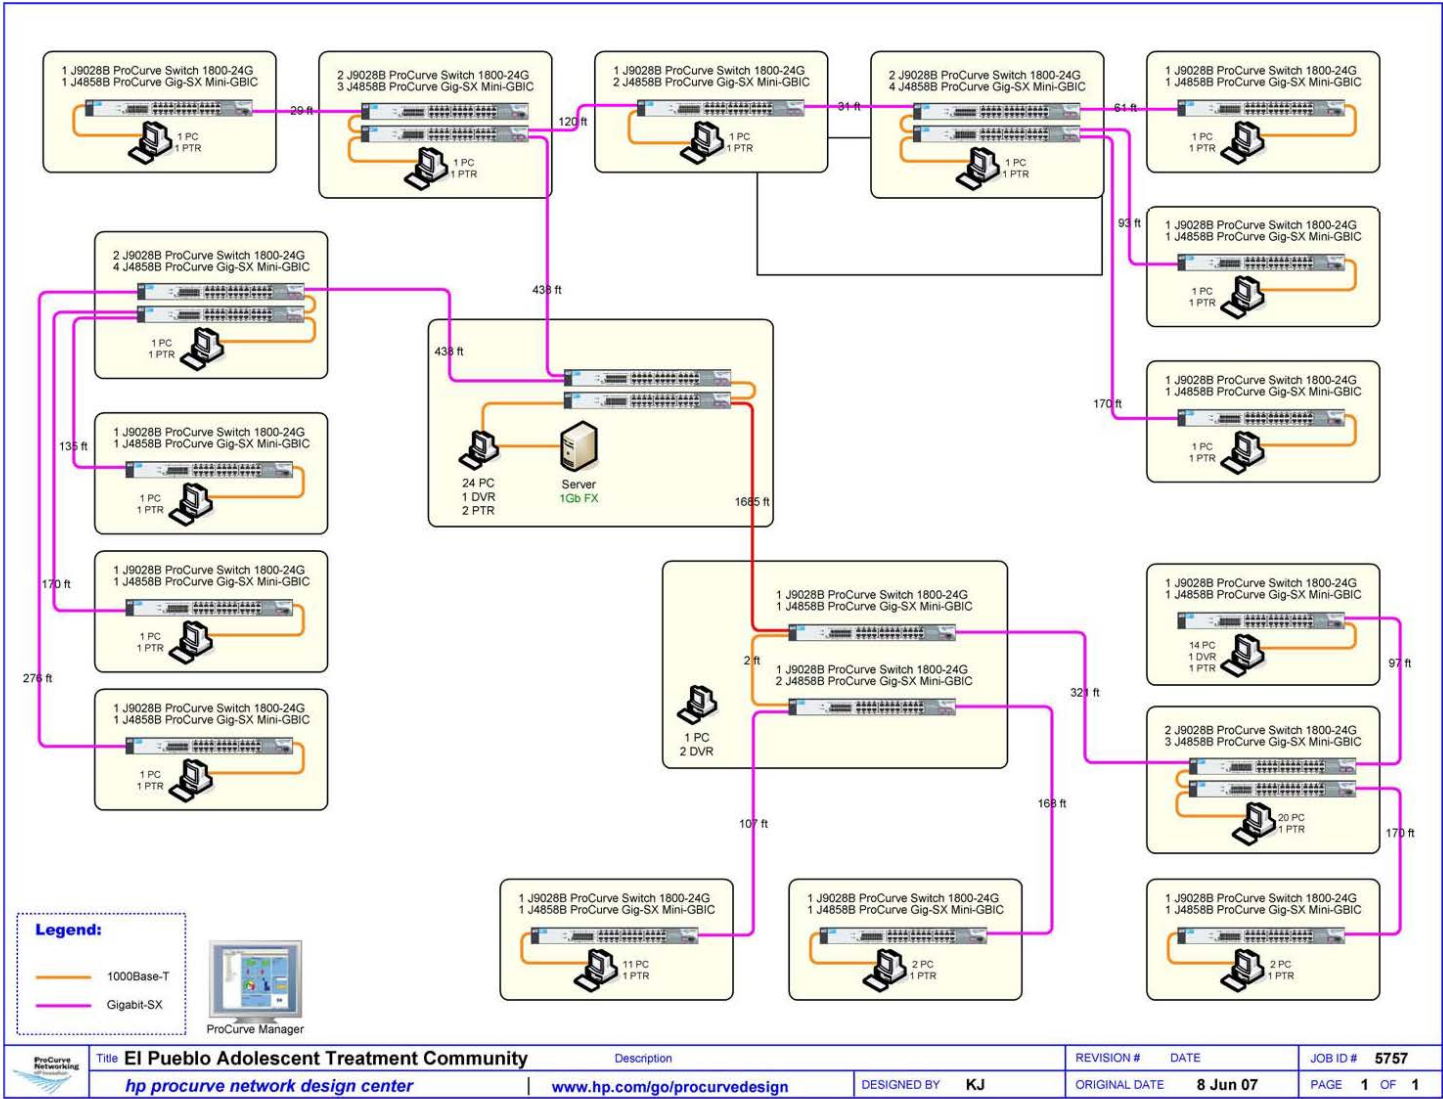 1 J9028B ProCurve Switch 1800-24G
1 J4858B ProCurve Gig-SX Mini-GBIC
1 PC
1 PTR
29 ft
2 J9028B ProCurve Switch 1800-24G
3 J4858B ProCurve Gig-SX Mini-GBIC
1 PC
1 PTR
120 ft
1 J9028B ProCurve Switch 1800-24G
2 J4858B ProCurve Gig-SX Mini-GBIC
1 PC
1 PTR
31 ft
2 J9028B ProCurve Switch 1800-24G
4 J4858B ProCurve Gig-SX Mini-GBIC
1 PC
1 PTR
61 ft
1 J9028B ProCurve Switch 1800-24G
1 J4858B ProCurve Gig-SX Mini-GBIC
1 PC
1 PTR
93 ft
1 J9028B ProCurve Switch 1800-24G
1 J4858B ProCurve Gig-SX Mini-GBIC
1 PC
1 PTR
170 ft
1 J9028B ProCurve Switch 1800-24G
1 J4858B ProCurve Gig-SX Mini-GBIC
1 PC
1 PTR
2 J9028B ProCurve Switch 1800-24G
4 J4858B ProCurve Gig-SX Mini-GBIC
1 PC
1 PTR
438 ft
438 ft
135 ft
1 J9028B ProCurve Switch 1800-24G
1 J4858B ProCurve Gig-SX Mini-GBIC
1 PC
1 PTR
170 ft
1 J9028B ProCurve Switch 1800-24G
1 J4858B ProCurve Gig-SX Mini-GBIC
1 PC
1 PTR
276 ft
1 J9028B ProCurve Switch 1800-24G
1 J4858B ProCurve Gig-SX Mini-GBIC
1 PC
1 PTR
24 PC
1 DVR
2 PTR
Server
1Gb FX
1685 ft
1 J9028B ProCurve Switch 1800-24G
1 J4858B ProCurve Gig-SX Mini-GBIC
2 ft
1 J9028B ProCurve Switch 1800-24G
2 J4858B ProCurve Gig-SX Mini-GBIC
1 PC
2 DVR
321 ft
1 J9028B ProCurve Switch 1800-24G
1 J4858B ProCurve Gig-SX Mini-GBIC
14 PC
1 DVR
1 PTR
97 ft
2 J9028B ProCurve Switch 1800-24G
3 J4858B ProCurve Gig-SX Mini-GBIC
20 PC
1 PTR
170 ft
107 ft
168 ft
1 J9028B ProCurve Switch 1800-24G
1 J4858B ProCurve Gig-SX Mini-GBIC
11 PC
1 PTR
1 J9028B ProCurve Switch 1800-24G
1 J4858B ProCurve Gig-SX Mini-GBIC
2 PC
1 PTR
1 J9028B ProCurve Switch 1800-24G
1 J4858B ProCurve Gig-SX Mini-GBIC
2 PC
1 PTR
Legend:
1000Base-T
Gigabit-SX
ProCurve Manager
ProCurve
Networking
Title El Pueblo Adolescent Treatment Community
Description
REVISION # DATE
JOB ID # 5757
hp procurve network design center
www.hp.com/go/procurvedesign
DESIGNED BY KJ
ORIGINAL DATE 8 Jun 07
PAGE 1 OF 1